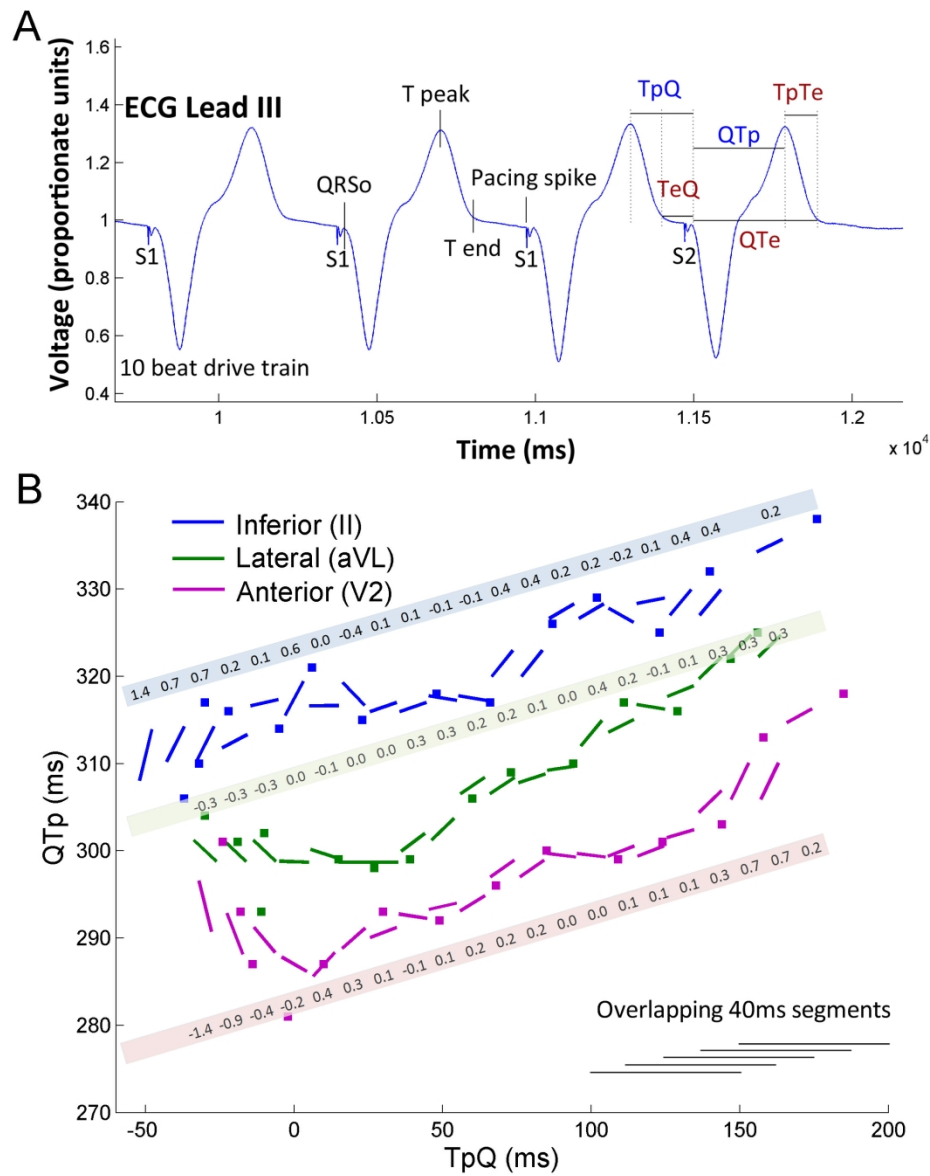 A
Voltage (proportionate units)
1.6
1.4
1.2
1
0.8
0.6
0.4
ECG Lead III
T peak
TpQ
TpTe
QRSo
Pacing spike
QTp
TeQ
S1
S1
T end
S1
S2
QTe
10 beat drive train
1
1.05
1.1
1.15
1.2
Time (ms)
x 10⁴
B
QTp (ms)
340
330
320
310
300
290
280
270
Inferior (II)
Lateral (aVL)
Anterior (V2)
1.4 0.7 0.7 0.2 0.1 0.6 0.0 -0.4 0.1 0.1 -0.1 -0.1 0.4 0.4 0.2 0.2 -0.2 0.1 0.4 0.4 0.2
-0.3 -0.3 -0.3 0.0 -0.1 0.0 0.0 0.3 0.3 0.2 0.2 0.1 0.0 0.4 0.2 -0.1 0.1 0.3 0.3 0.3
-1.4 -0.9 -0.4 -0.2 0.4 0.3 0.1 -0.1 0.1 0.2 0.2 0.2 0.0 0.0 0.1 0.1 0.1 0.3 0.7 0.7 0.2
Overlapping 40ms segments
-50 0 50 100 150 200
TpQ (ms)